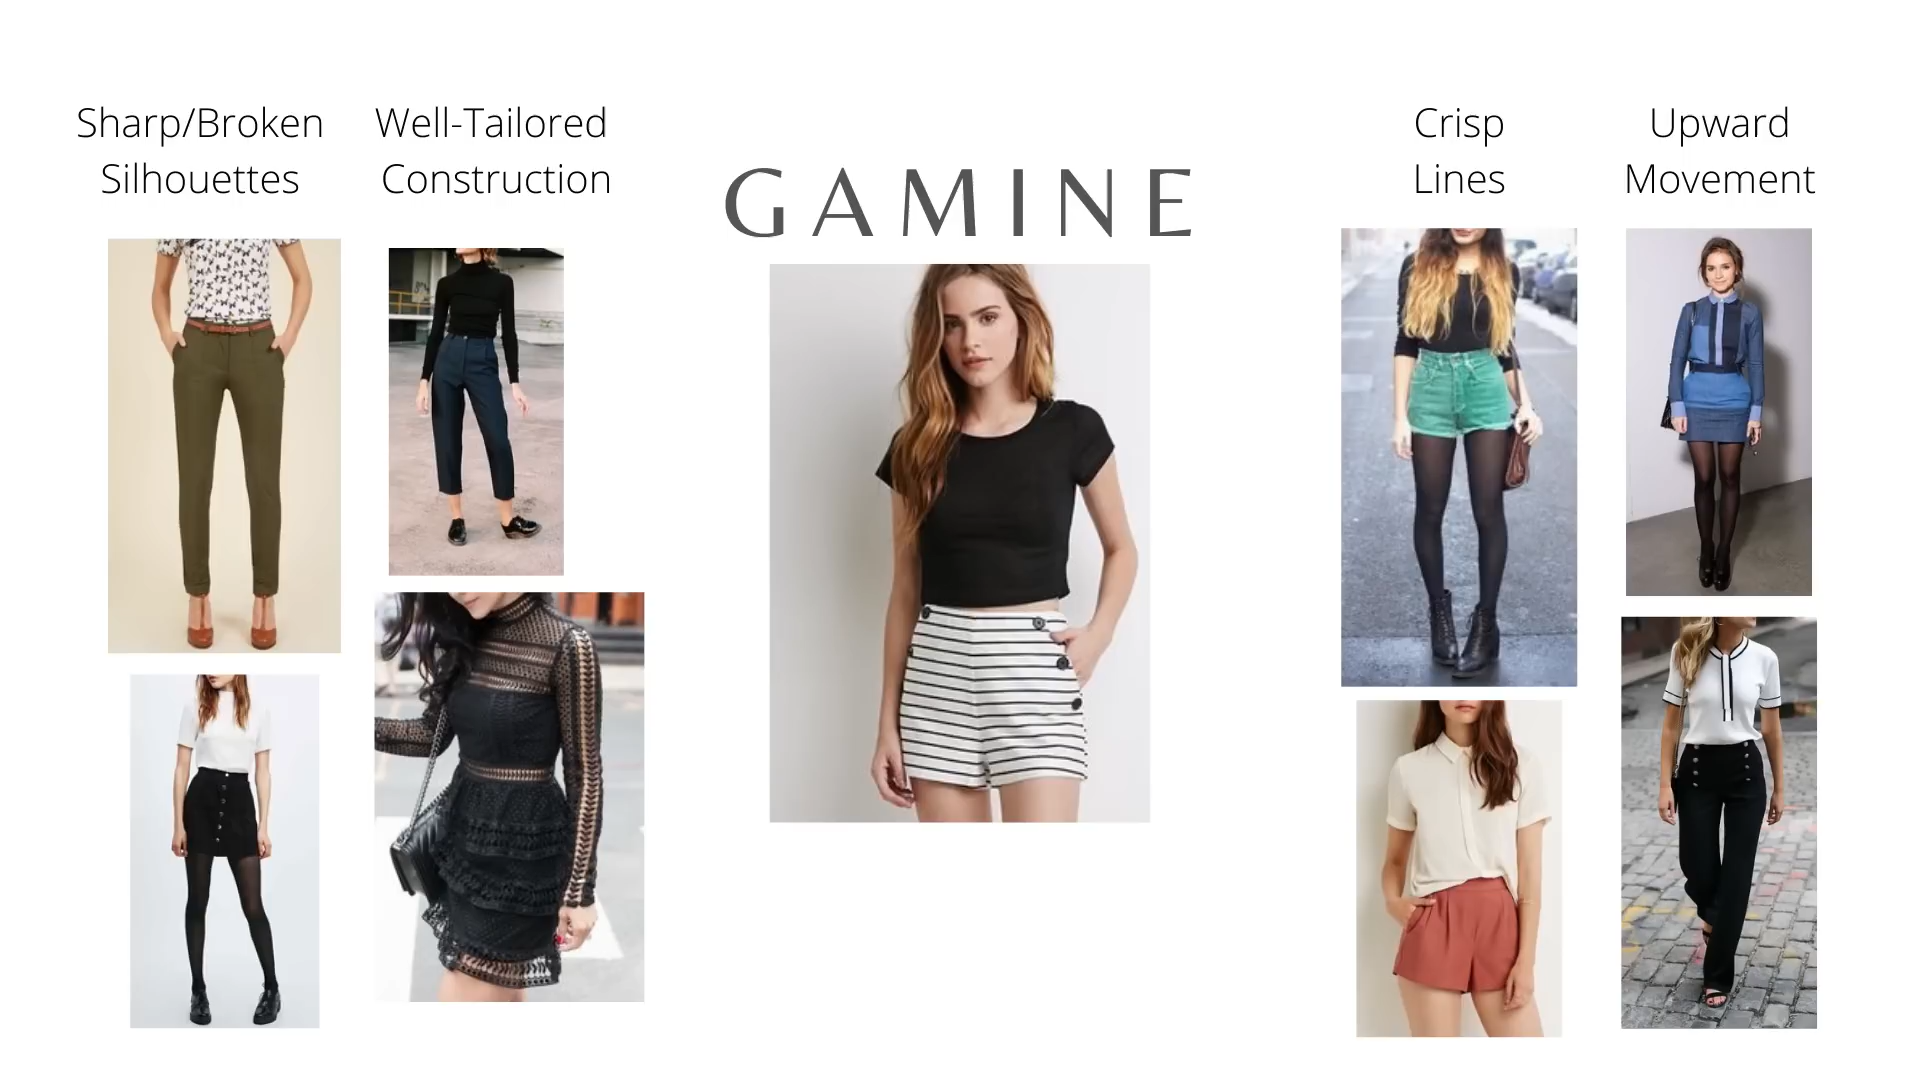 Sharp/Broken
Silhouettes
Well-Tailored
Construction
GAMINE
Crisp
Lines
Upward
Movement